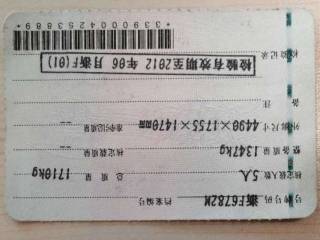 号牌号码 浙F6782M 档案编号
核定载人数 5人 总质量 1710kg
整备质量 1347kg 核定载质量
外廓尺寸 4490×1755×1470mm 准牵引总质量
备注
检验有效期至2012年06月浙F(01)
检验记录
*3390004253889*